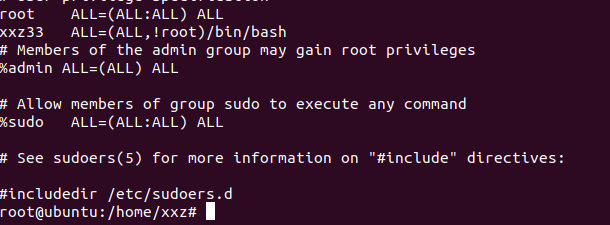 root    ALL=(ALL:ALL) ALL
xxz33   ALL=(ALL,!root)/bin/bash
# Members of the admin group may gain root privileges
%admin ALL=(ALL) ALL
# Allow members of group sudo to execute any command
%sudo   ALL=(ALL:ALL) ALL
# See sudoers(5) for more information on "#include" directives:
#includedir /etc/sudoers.d
root@ubuntu:/home/xxz#